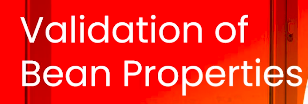 Validation of
Bean Properties